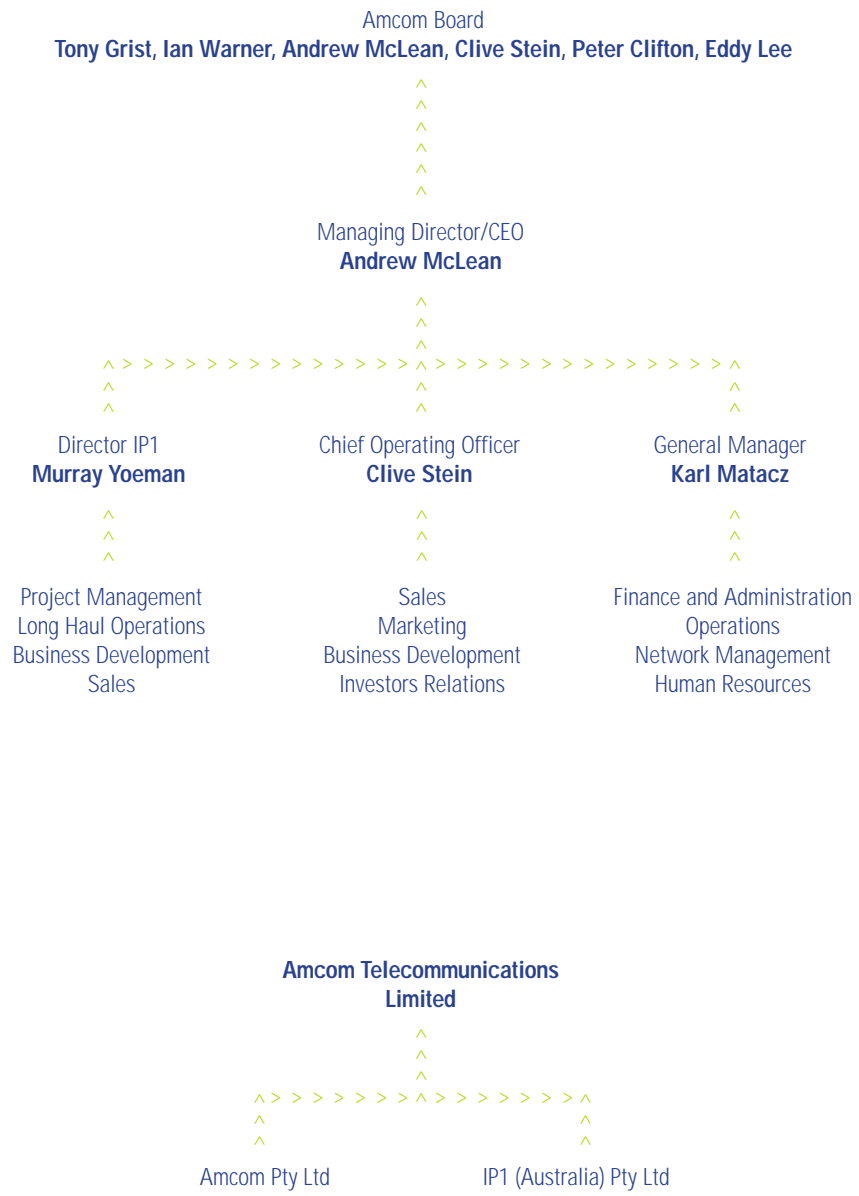 Amcom Board
Tony Grist, Ian Warner, Andrew McLean, Clive Stein, Peter Clifton, Eddy Lee
Managing Director/CEO
Andrew McLean
Director IP1
Murray Yoeman
Chief Operating Officer
Clive Stein
General Manager
Karl Matacz
Project Management
Long Haul Operations
Business Development
Sales
Sales
Marketing
Business Development
Investors Relations
Finance and Administration
Operations
Network Management
Human Resources
Amcom Telecommunications
Limited
Amcom Pty Ltd
IP1 (Australia) Pty Ltd